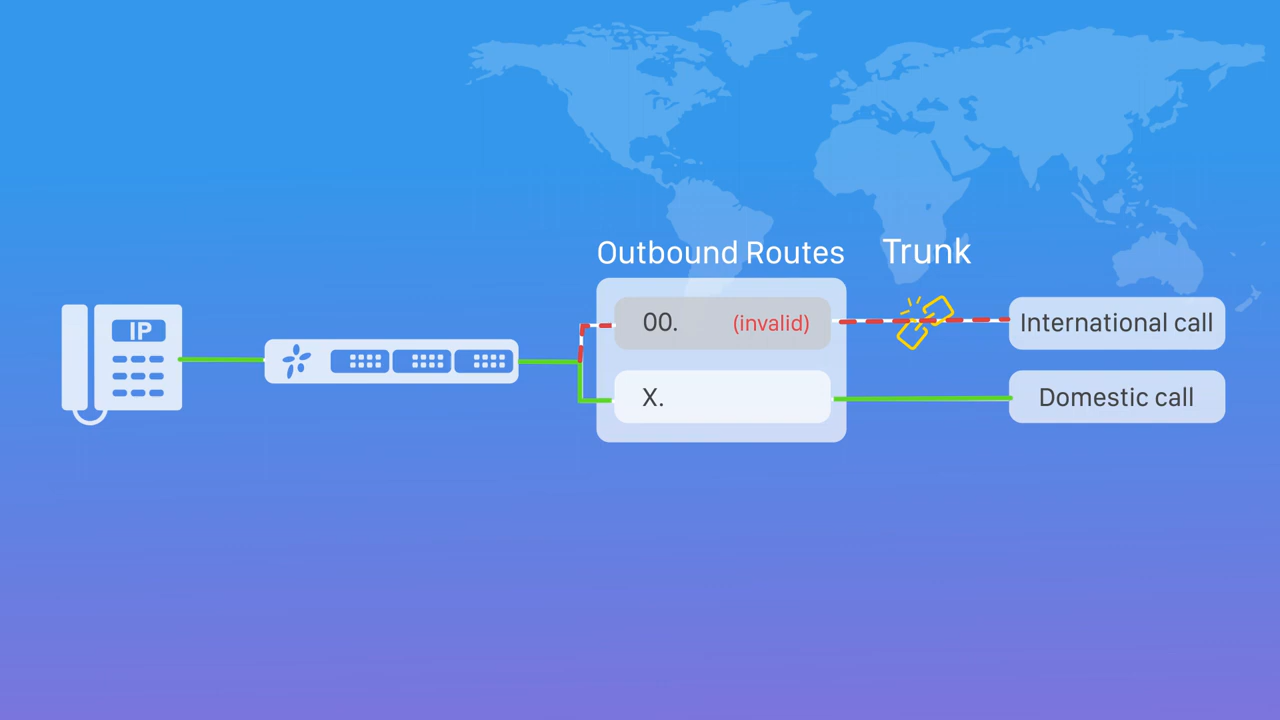 Outbound Routes
Trunk
IP
00. (invalid)
International call
X.
Domestic call